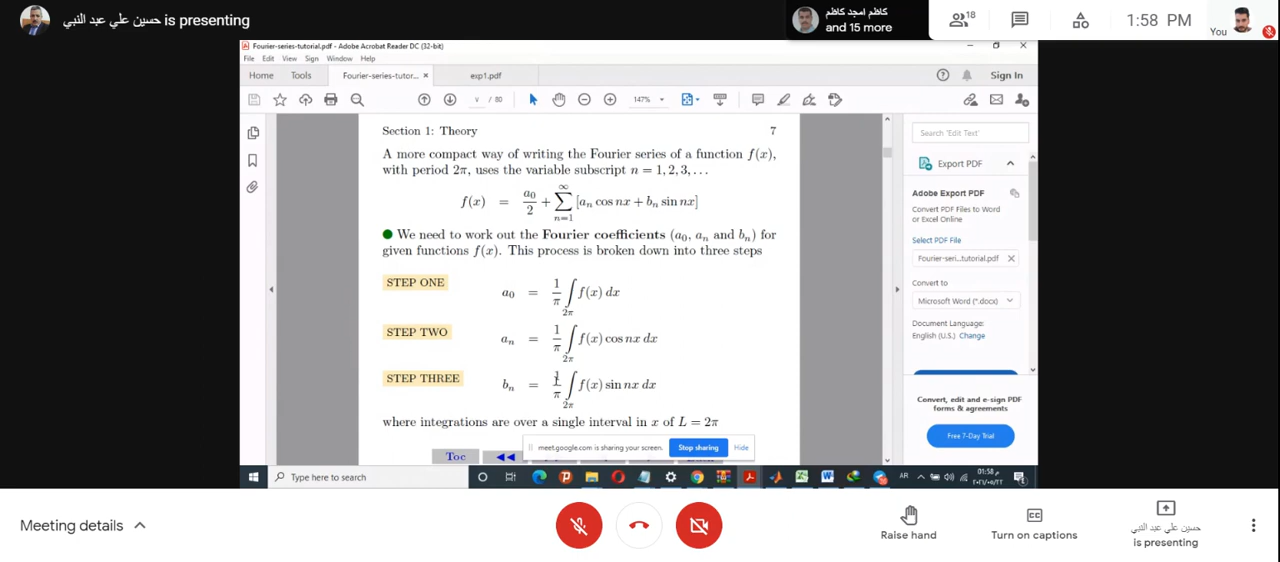 حسين علي عبد النبي is presenting
كاظم امجد كاظم
and 15 more
18
1:58 PM
You
Fourier-series-tutorial.pdf - Adobe Acrobat Reader DC (32-bit)
File Edit View Sign Window Help
Home Tools Fourier-series-tutor... × exp1.pdf Sign In
V / 80 147%
Section 1: Theory 7
A more compact way of writing the Fourier series of a function f(x),
with period 2π, uses the variable subscript n = 1, 2, 3, . . .
f(x) = a₀/2 + ∑_{n=1}^{∞} [aₙ cos nx + bₙ sin nx]
● We need to work out the Fourier coefficients (a₀, aₙ and bₙ) for
given functions f(x). This process is broken down into three steps
STEP ONE
a₀ = 1/π ∫_{2π} f(x) dx
STEP TWO
aₙ = 1/π ∫_{2π} f(x) cos nx dx
STEP THREE
bₙ = 1/π ∫_{2π} f(x) sin nx dx
where integrations are over a single interval in x of L = 2π
meet.google.com is sharing your screen. Stop sharing Hide
Toc ◀◀
Search 'Edit Text'
Export PDF
Adobe Export PDF
Convert PDF Files to Word
or Excel Online
Select PDF File
Fourier-seri...tutorial.pdf ×
Convert to
Microsoft Word (*.docx)
Document Language:
English (U.S.) Change
Convert, edit and e-sign PDF
forms & agreements
Free 7-Day Trial
Type here to search
AR
01:58 م
Meeting details
Raise hand
Turn on captions
حسين علي عبد النبي
is presenting